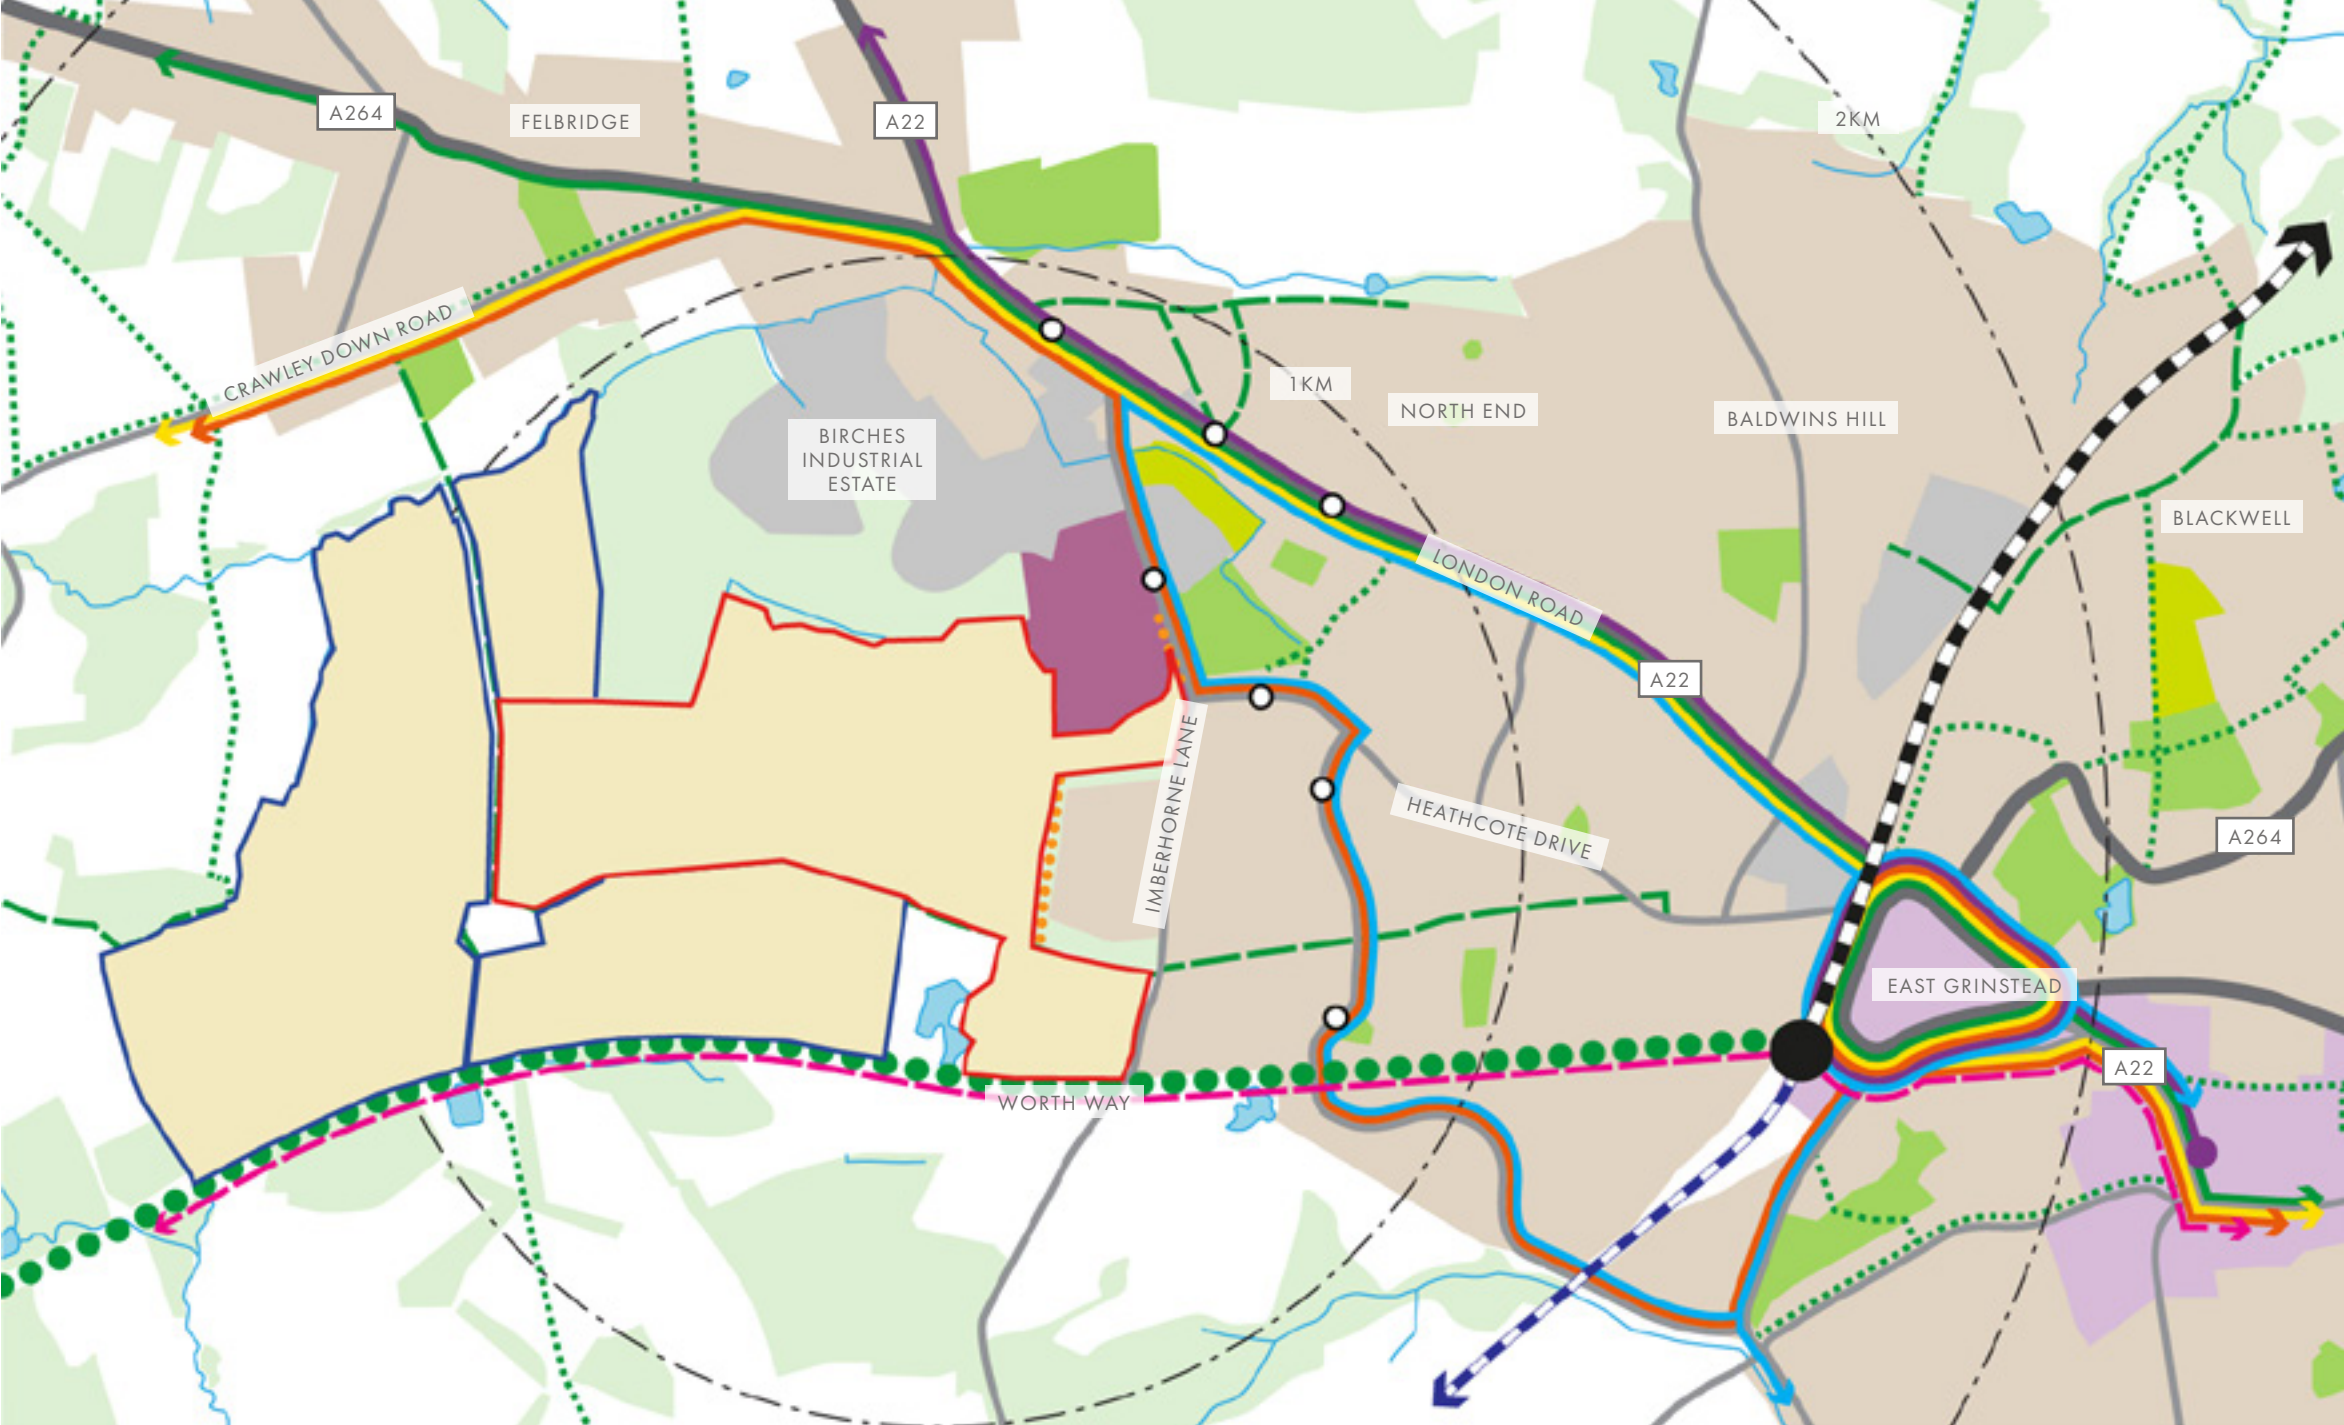 A264
FELBRIDGE
A22
2KM
CRAWLEY DOWN ROAD
1KM
NORTH END
BALDWINS HILL
BIRCHES
INDUSTRIAL
ESTATE
BLACKWELL
LONDON ROAD
A22
IMBERHORNE LANE
HEATHCOTE DRIVE
A264
EAST GRINSTEAD
A22
WORTH WAY